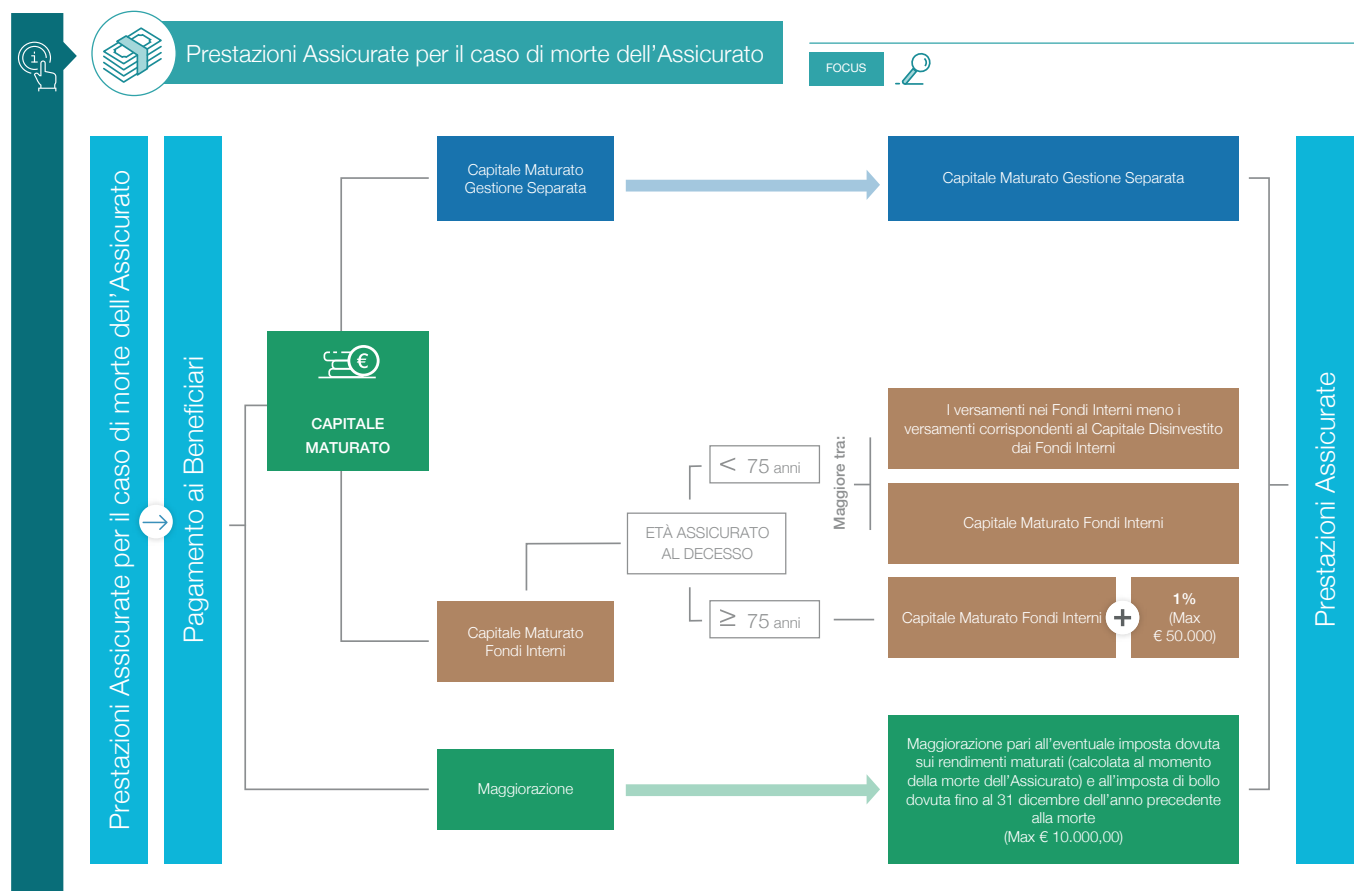 Prestazioni Assicurate per il caso di morte dell'Assicurato
FOCUS
Prestazioni Assicurate per il caso di morte dell'Assicurato
Pagamento ai Beneficiari
CAPITALE
MATURATO
€
Capitale Maturato
Gestione Separata
Capitale Maturato Gestione Separata
Capitale Maturato
Fondi Interni
ETÀ ASSICURATO
AL DECESSO
< 75 anni
Maggiore tra:
I versamenti nei Fondi Interni meno i
versamenti corrispondenti al Capitale Disinvestito
dai Fondi Interni
Capitale Maturato Fondi Interni
≥ 75 anni
Capitale Maturato Fondi Interni
+
1%
(Max
€ 50.000)
Maggiorazione
Maggiorazione pari all'eventuale imposta dovuta
sui rendimenti maturati (calcolata al momento
della morte dell'Assicurato) e all'imposta di bollo
dovuta fino al 31 dicembre dell'anno precedente
alla morte
(Max € 10.000,00)
Prestazioni Assicurate